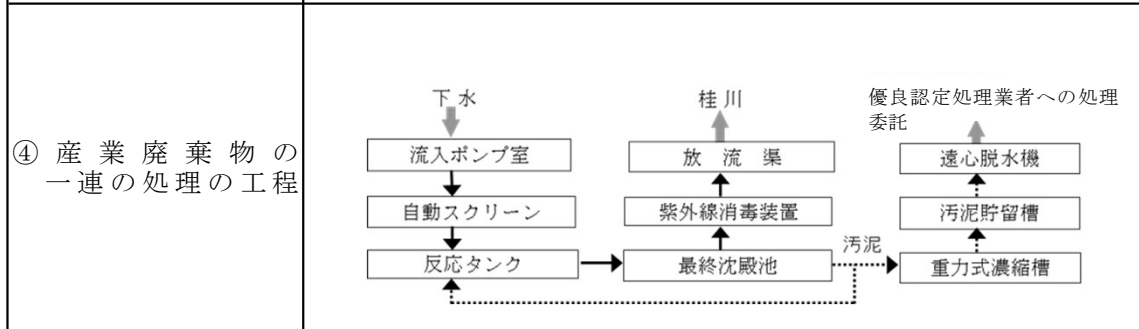 ④ 産業廃棄物の
一連の処理の工程
下水
流入ポンプ室
自動スクリーン
反応タンク
桂川
放流渠
紫外線消毒装置
最終沈殿池
汚泥
優良認定処理業者への処理
委託
遠心脱水機
汚泥貯留槽
重力式濃縮槽